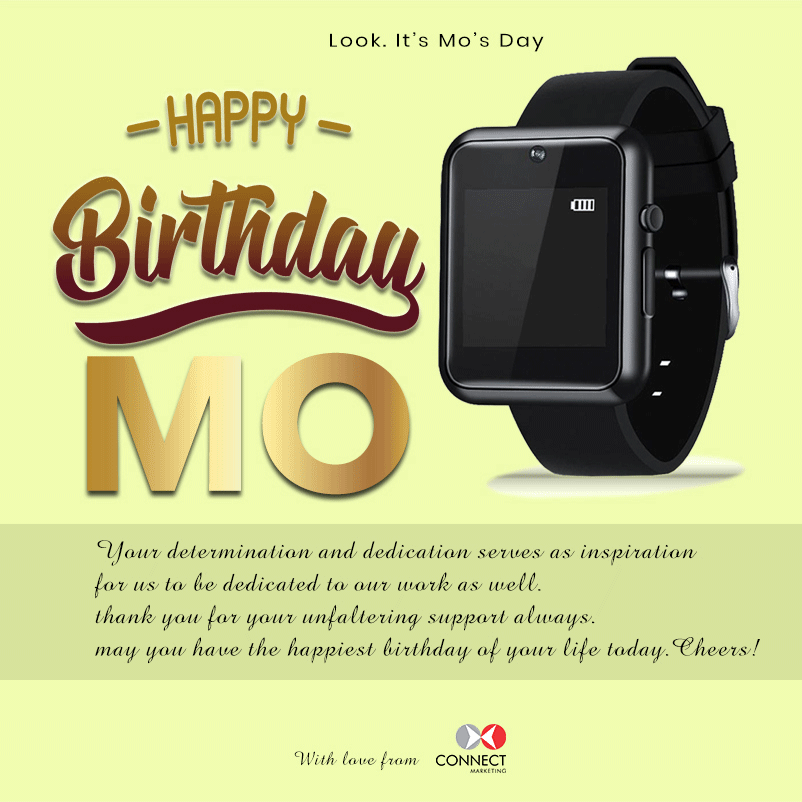 Look. It's Mo's Day
-HAPPY-
Birthday
MO
Your determination and dedication serves as inspiration
for us to be dedicated to our work as well.
thank you for your unfaltering support always.
may you have the happiest birthday of your life today. Cheers!
With love from
CONNECT
MARKETING